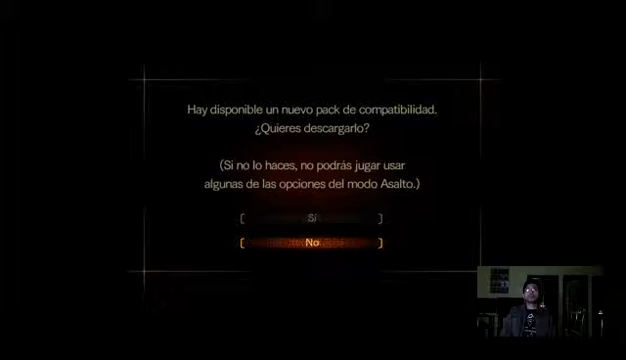 Hay disponible un nuevo pack de compatibilidad.
¿Quieres descargarlo?
(Si no lo haces, no podrás jugar usar
algunas de las opciones del modo Asalto.)
Sí
No